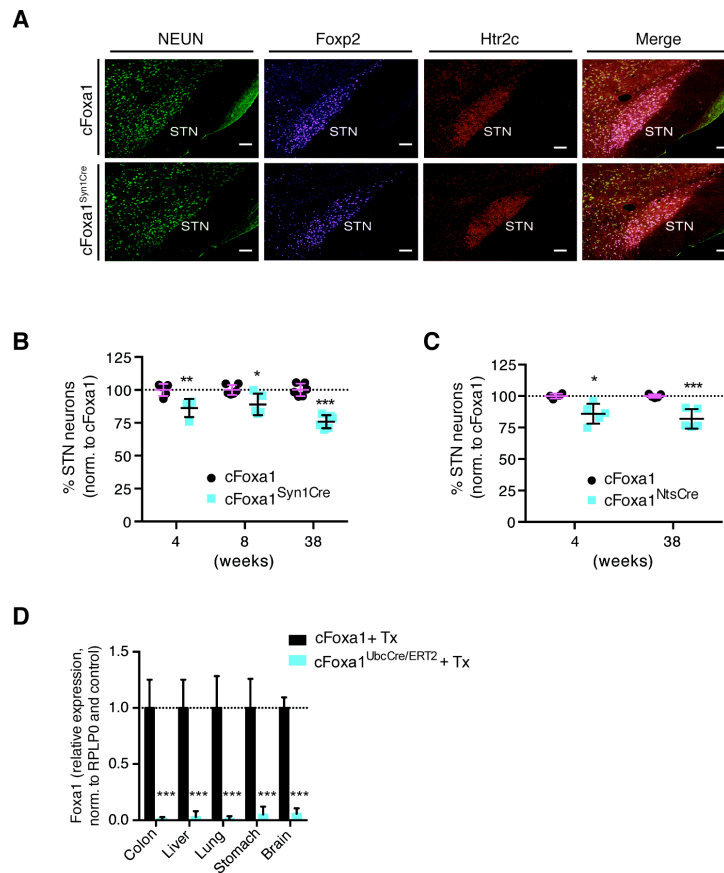 A
NEUN Foxp2 Htr2c Merge
cFoxa1
STN STN STN STN
cFoxa1Syn1Cre
STN STN STN STN
B
% STN neurons
(norm. to cFoxa1)
125
100
75
50
25
0
** * ***
cFoxa1
cFoxa1Syn1Cre
4 8 38
(weeks)
C
% STN neurons
(norm. to cFoxa1)
125
100
75
50
25
0
* ***
cFoxa1
cFoxa1NtsCre
4 38
(weeks)
D
cFoxa1+ Tx
cFoxa1UbcCre/ERT2 + Tx
Foxa1 (relative expression,
norm. to RPLP0 and control)
1.5
1.0
0.5
0.0
*** *** *** *** ***
Colon Liver Lung Stomach Brain